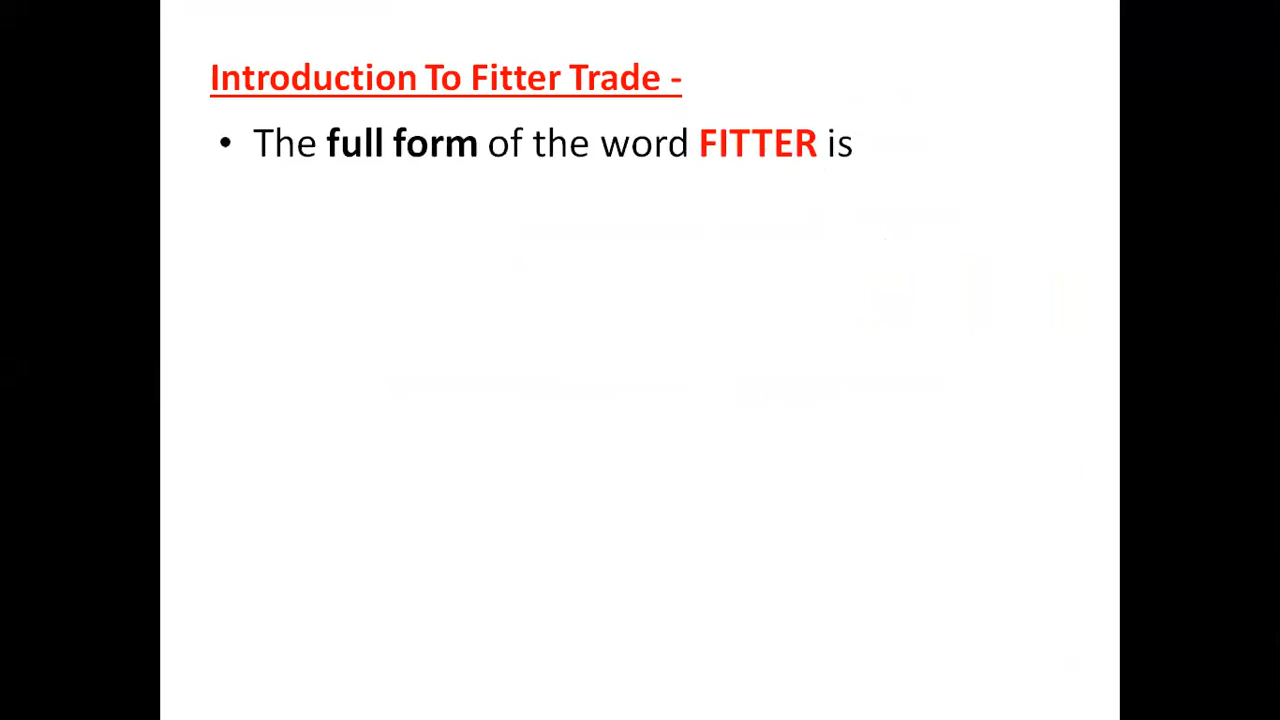 Introduction To Fitter Trade -
• The full form of the word FITTER is